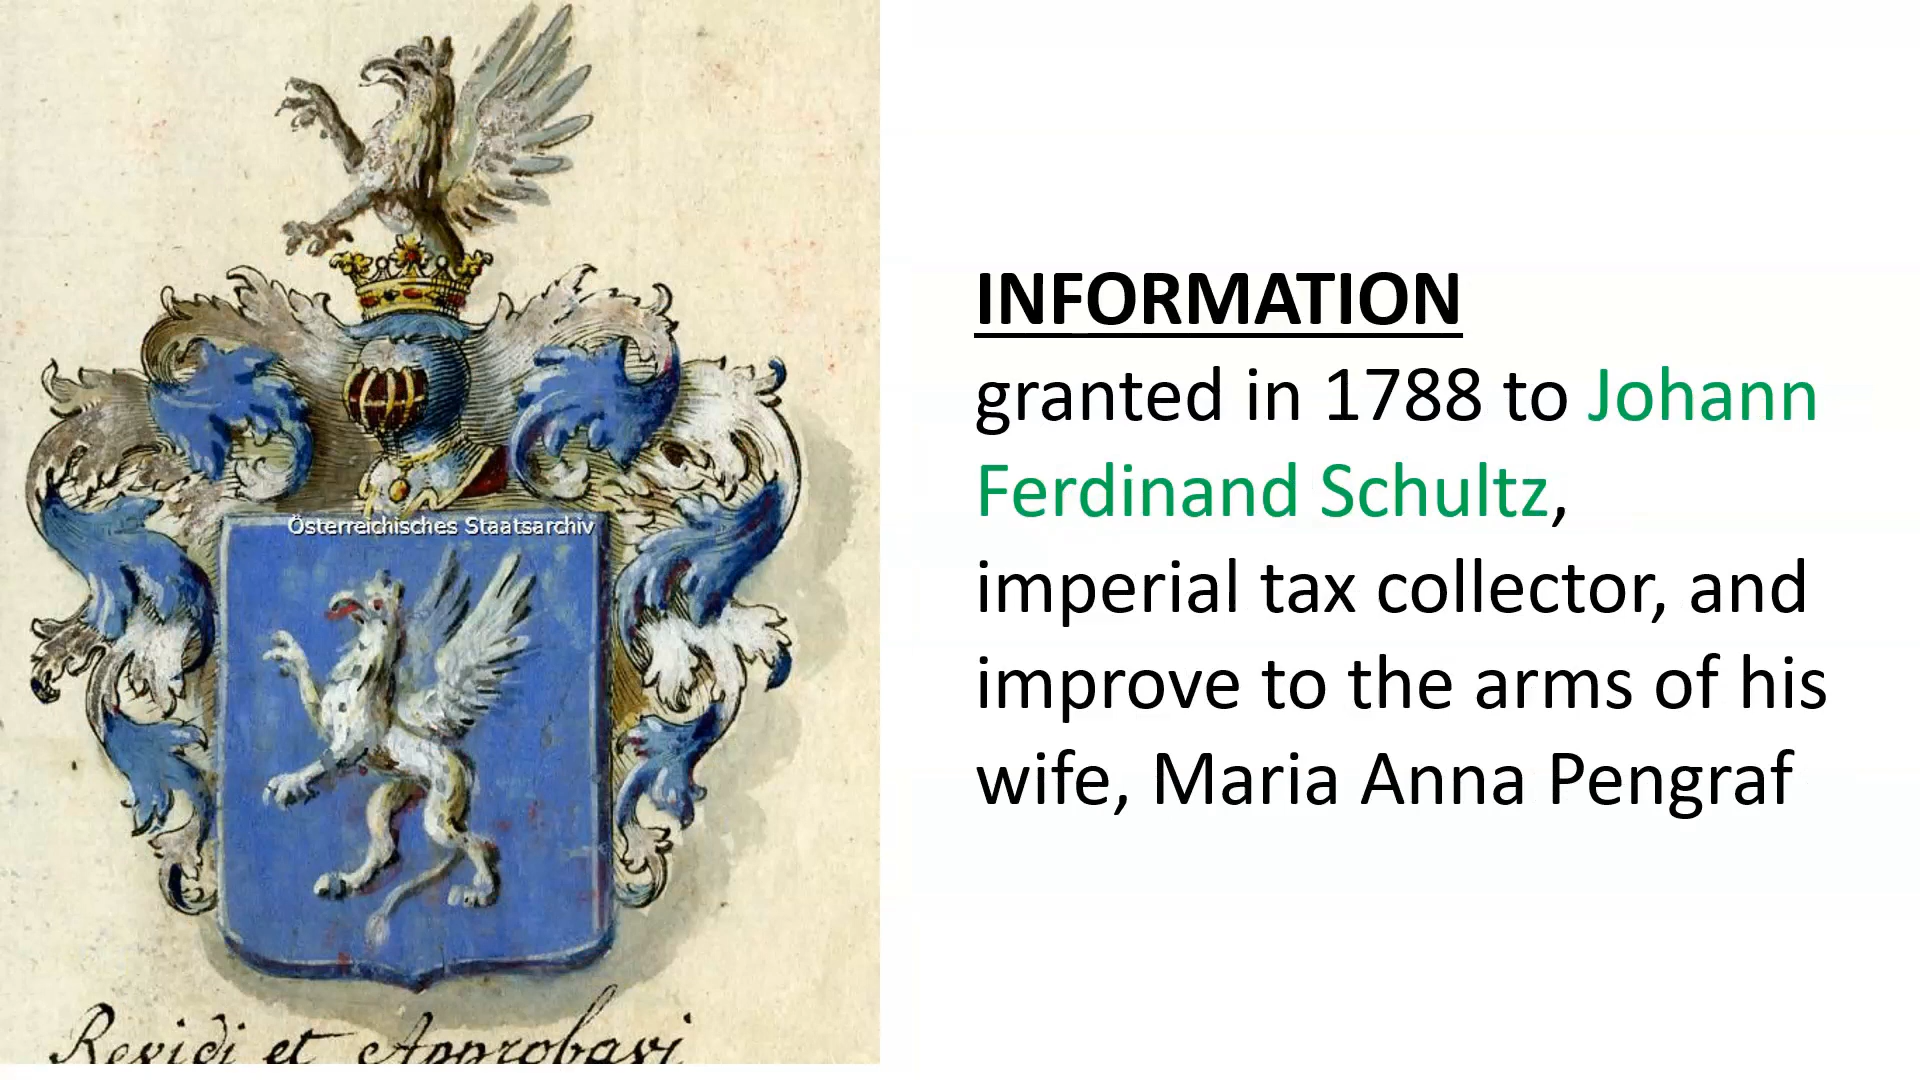 Österreichisches Staatsarchiv
Revidi et Approbavi
INFORMATION
granted in 1788 to Johann
Ferdinand Schultz,
imperial tax collector, and
improve to the arms of his
wife, Maria Anna Pengraf